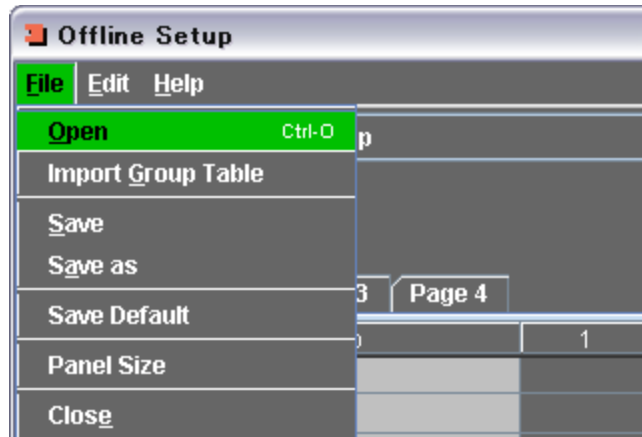 Offline Setup
File Edit Help
Open Ctrl-O
p
Import Group Table
Save
Save as
3 Page 4
Save Default
1
Panel Size
Close